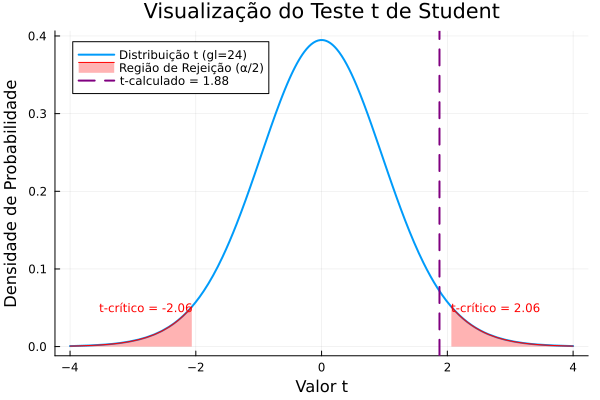 Visualização do Teste t de Student
Densidade de Probabilidade
0.4
0.3
0.2
0.1
0.0
Distribuição t (gl=24)
Região de Rejeição (α/2)
t-calculado = 1.88
t-crítico = -2.06
t-crítico = 2.06
−4
−2
0
2
4
Valor t